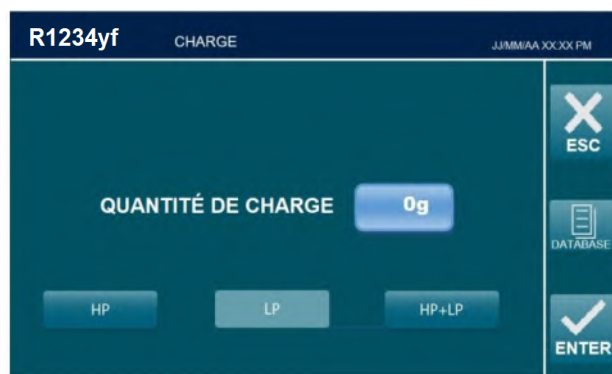 R1234yf CHARGE JJ/MM/AA XX:XX PM
ESC
QUANTITÉ DE CHARGE 0g
DATABASE
HP LP HP+LP
ENTER